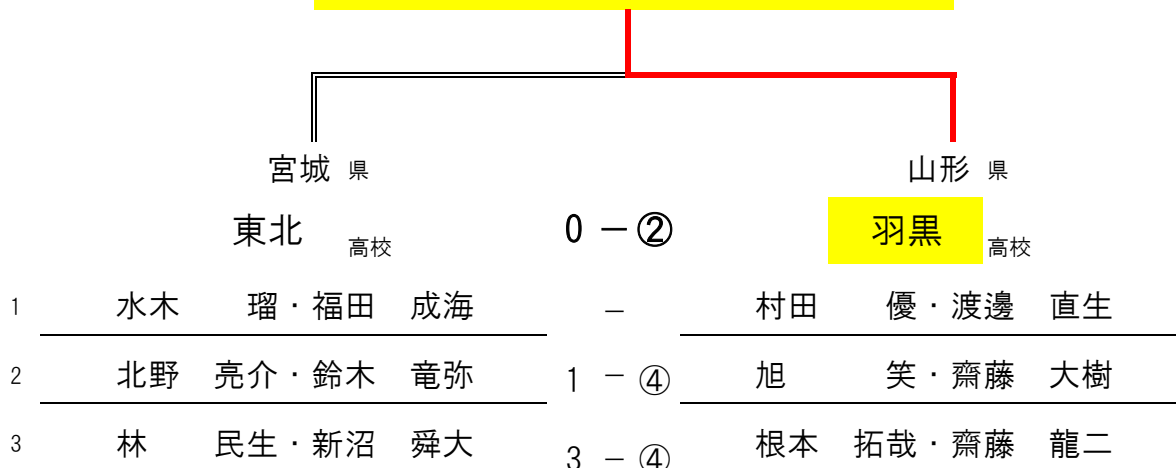 宮城 県 山形 県
東北 高校 0 － ② 羽黒 高校
1 水木 瑠・福田 成海 － 村田 優・渡邊 直生
2 北野 亮介・鈴木 竜弥 1 － ④ 旭 笑・齋藤 大樹
3 林 民生・新沼 舜大 3 － ④ 根本 拓哉・齋藤 龍二